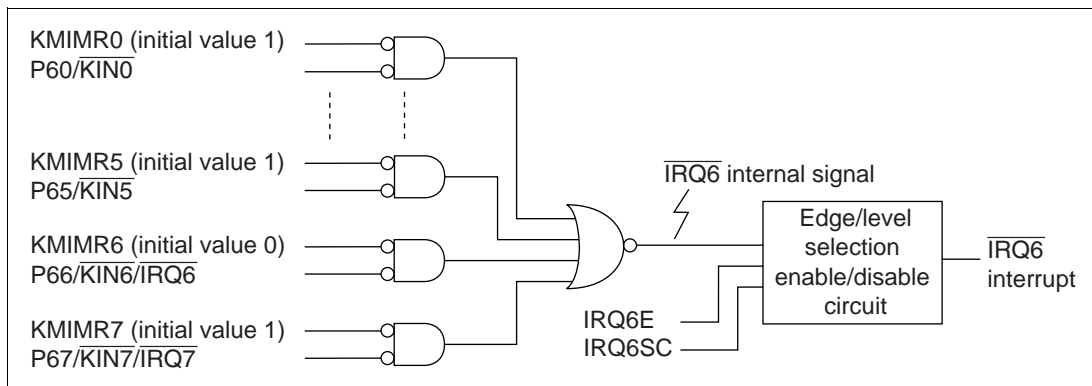 KMIMR0 (initial value 1)
P60/KIN0
KMIMR5 (initial value 1)
P65/KIN5
KMIMR6 (initial value 0)
P66/KIN6/IRQ6
KMIMR7 (initial value 1)
P67/KIN7/IRQ7
IRQ6 internal signal
Edge/level
selection
enable/disable
circuit
IRQ6E
IRQ6SC
IRQ6
interrupt